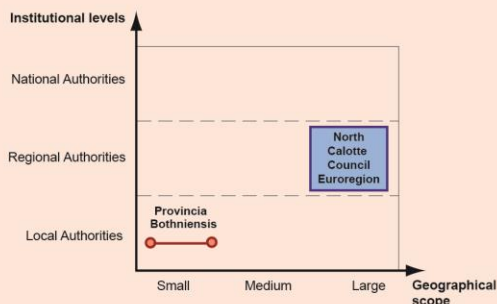 Institutional levels
National Authorities
North
Calotte
Council
Euroregion
Regional Authorities
Provincia
Bothniensis
Local Authorities
Small Medium Large
Geographical
scope